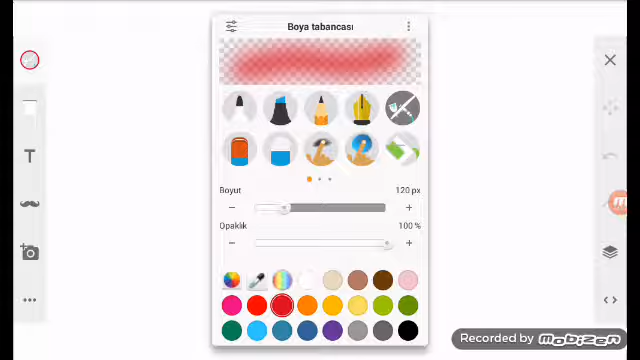 Boya tabancası
T
Boyut
120 px
− +
Opaklık
100 %
− +
Recorded by MOBIZEN